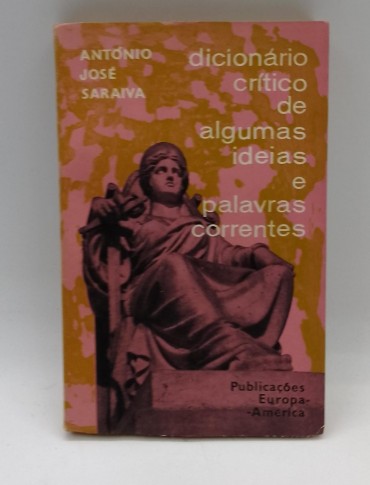 ANTÓNIO
JOSÉ
SARAIVA
dicionário
crítico
de
algumas
ideias
e
palavras
correntes
Publicações
Europa-
-América